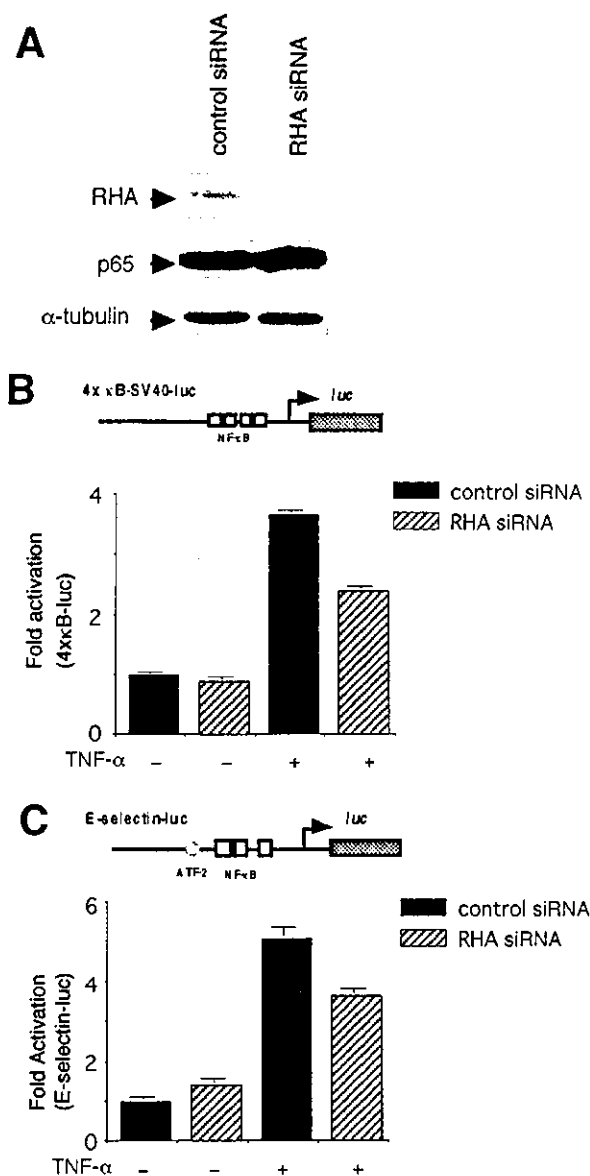 A
control siRNA
RHA siRNA
RHA
p65
α-tubulin
B
4x κB-SV40-luc
luc
NFκB
control siRNA
RHA siRNA
Fold activation
(4xκB-luc)
4
2
0
TNF-α – – + +
C
E-selectin-luc
luc
ATF-2 NFκB
control siRNA
RHA siRNA
Fold Activation
(E-selectin-luc)
6
4
2
0
TNF-α – – + +